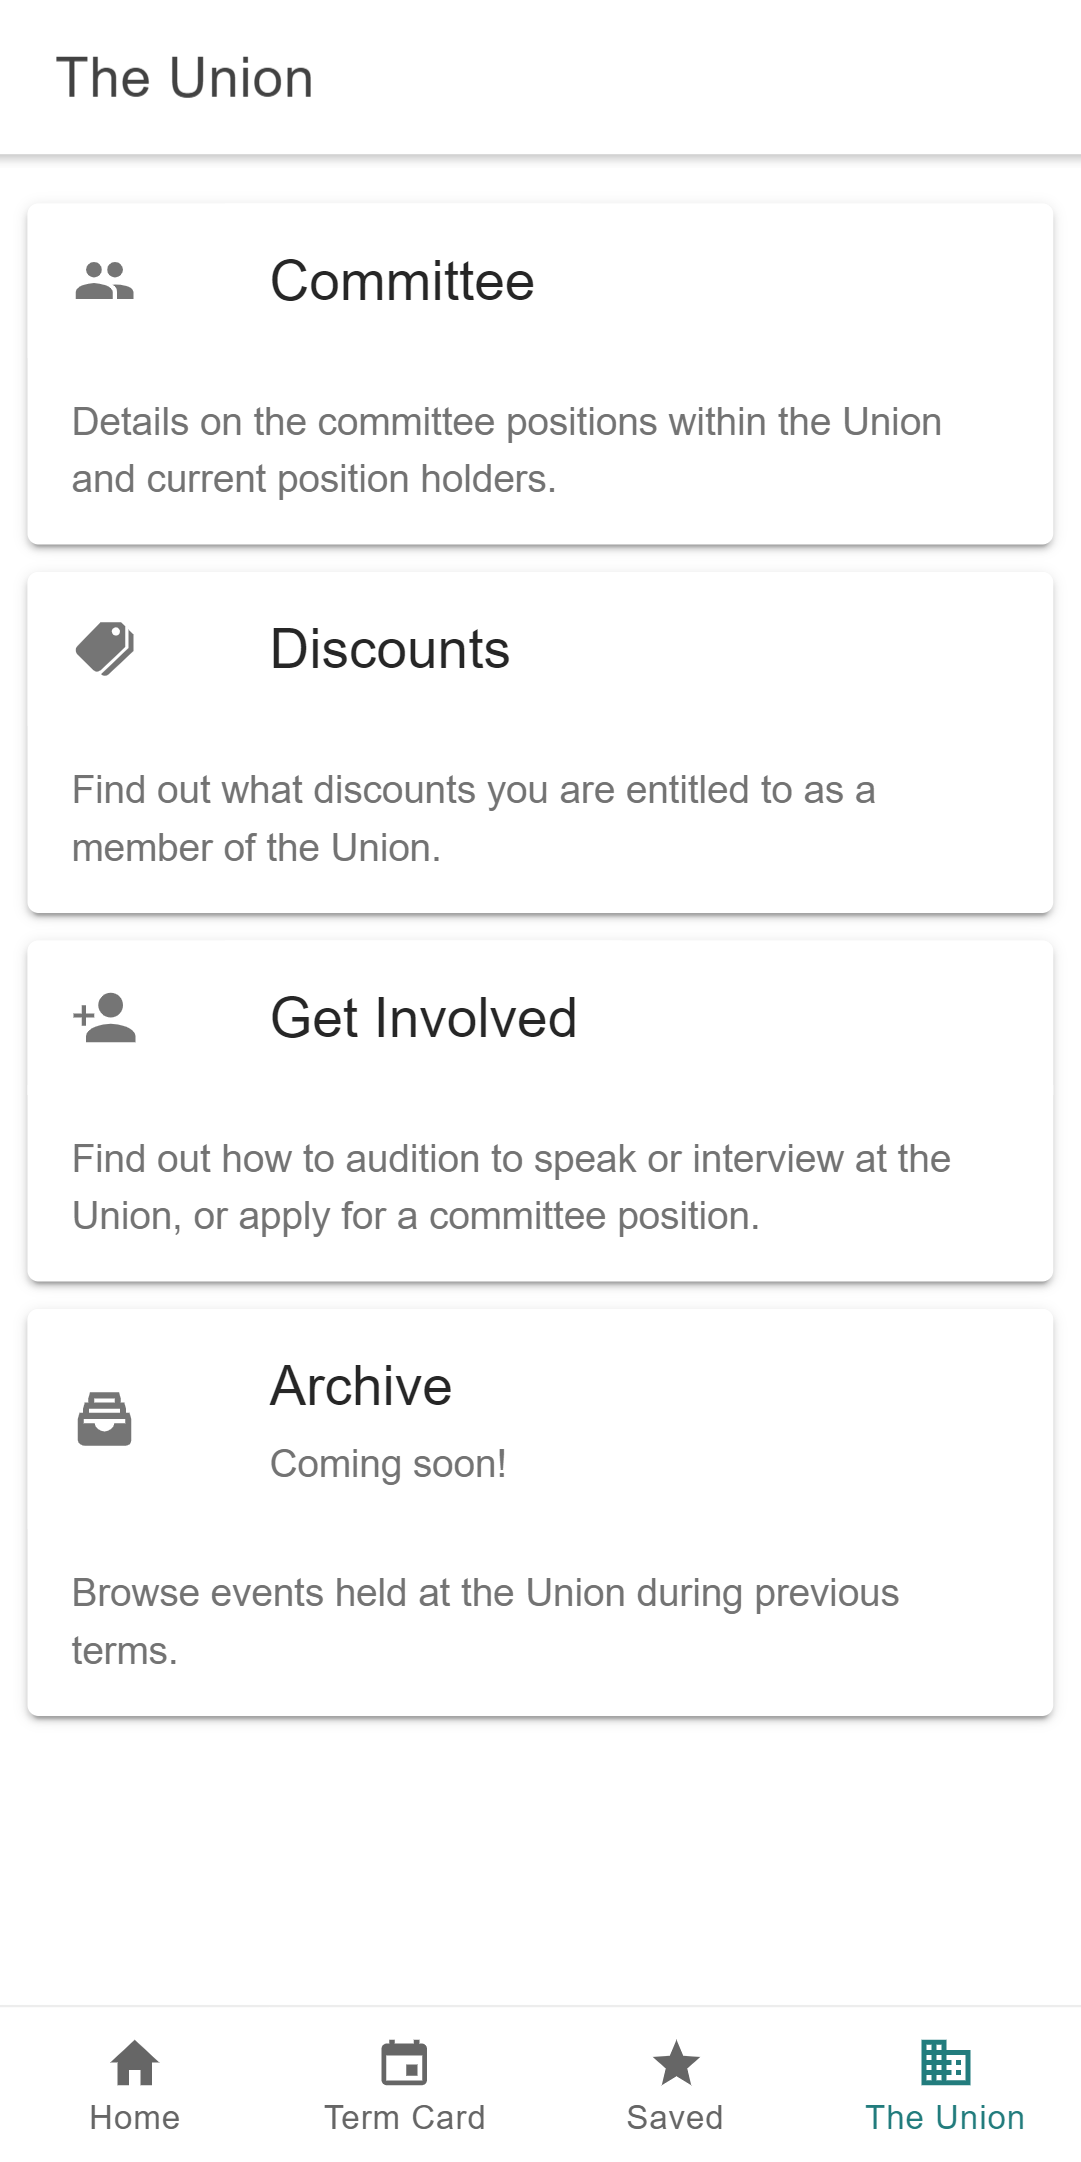 The Union
Committee
Details on the committee positions within the Union
and current position holders.
Discounts
Find out what discounts you are entitled to as a
member of the Union.
Get Involved
Find out how to audition to speak or interview at the
Union, or apply for a committee position.
Archive
Coming soon!
Browse events held at the Union during previous
terms.
Home
Term Card
Saved
The Union